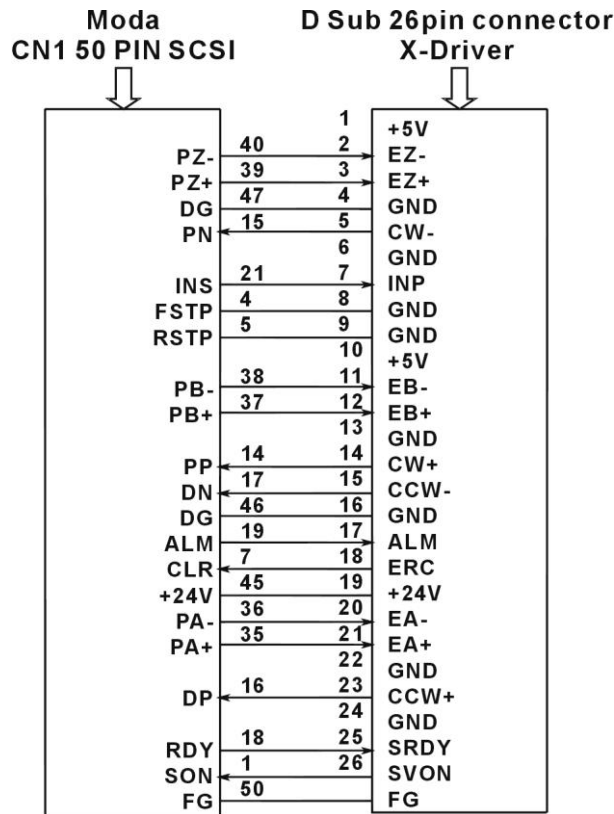 Moda D Sub 26pin connector
CN1 50 PIN SCSI X-Driver
1 +5V
PZ- 40 2 EZ-
PZ+ 39 3 EZ+
DG 47 4 GND
PN 15 5 CW-
6 GND
INS 21 7 INP
FSTP 4 8 GND
RSTP 5 9 GND
10 +5V
PB- 38 11 EB-
PB+ 37 12 EB+
13 GND
PP 14 14 CW+
DN 17 15 CCW-
DG 46 16 GND
ALM 19 17 ALM
CLR 7 18 ERC
+24V 45 19 +24V
PA- 36 20 EA-
PA+ 35 21 EA+
22 GND
DP 16 23 CCW+
24 GND
RDY 18 25 SRDY
SON 1 26 SVON
FG 50 FG